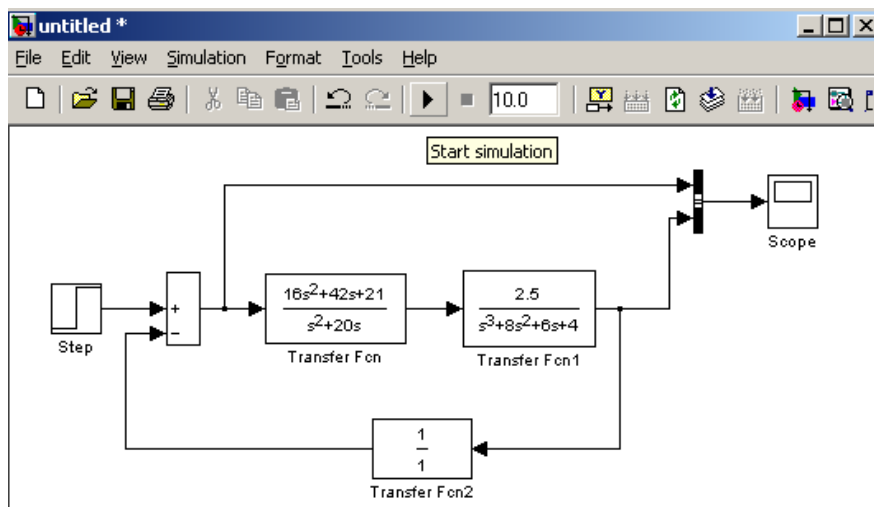 untitled *
File Edit View Simulation Format Tools Help
10.0
Start simulation
Scope
Step
+
−
16s²+42s+21
s²+20s
Transfer Fcn
2.5
s³+8s²+6s+4
Transfer Fcn1
1
1
Transfer Fcn2